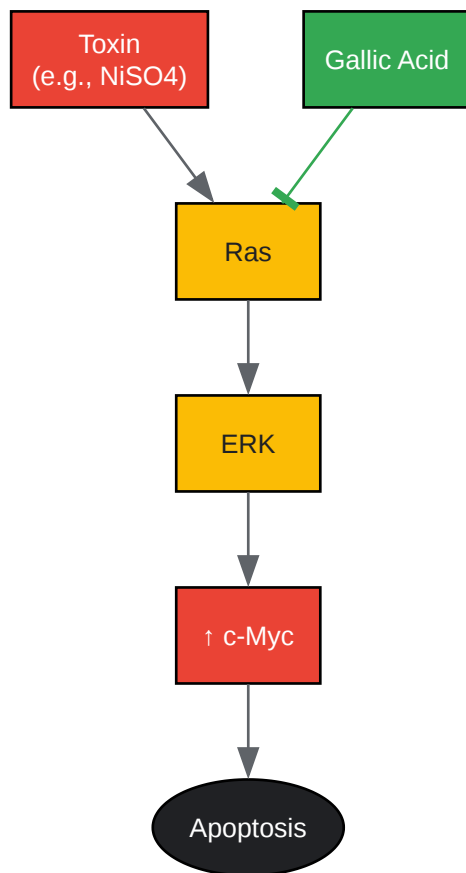 Toxin
(e.g., NiSO4)
Gallic Acid
Ras
ERK
↑ c-Myc
Apoptosis